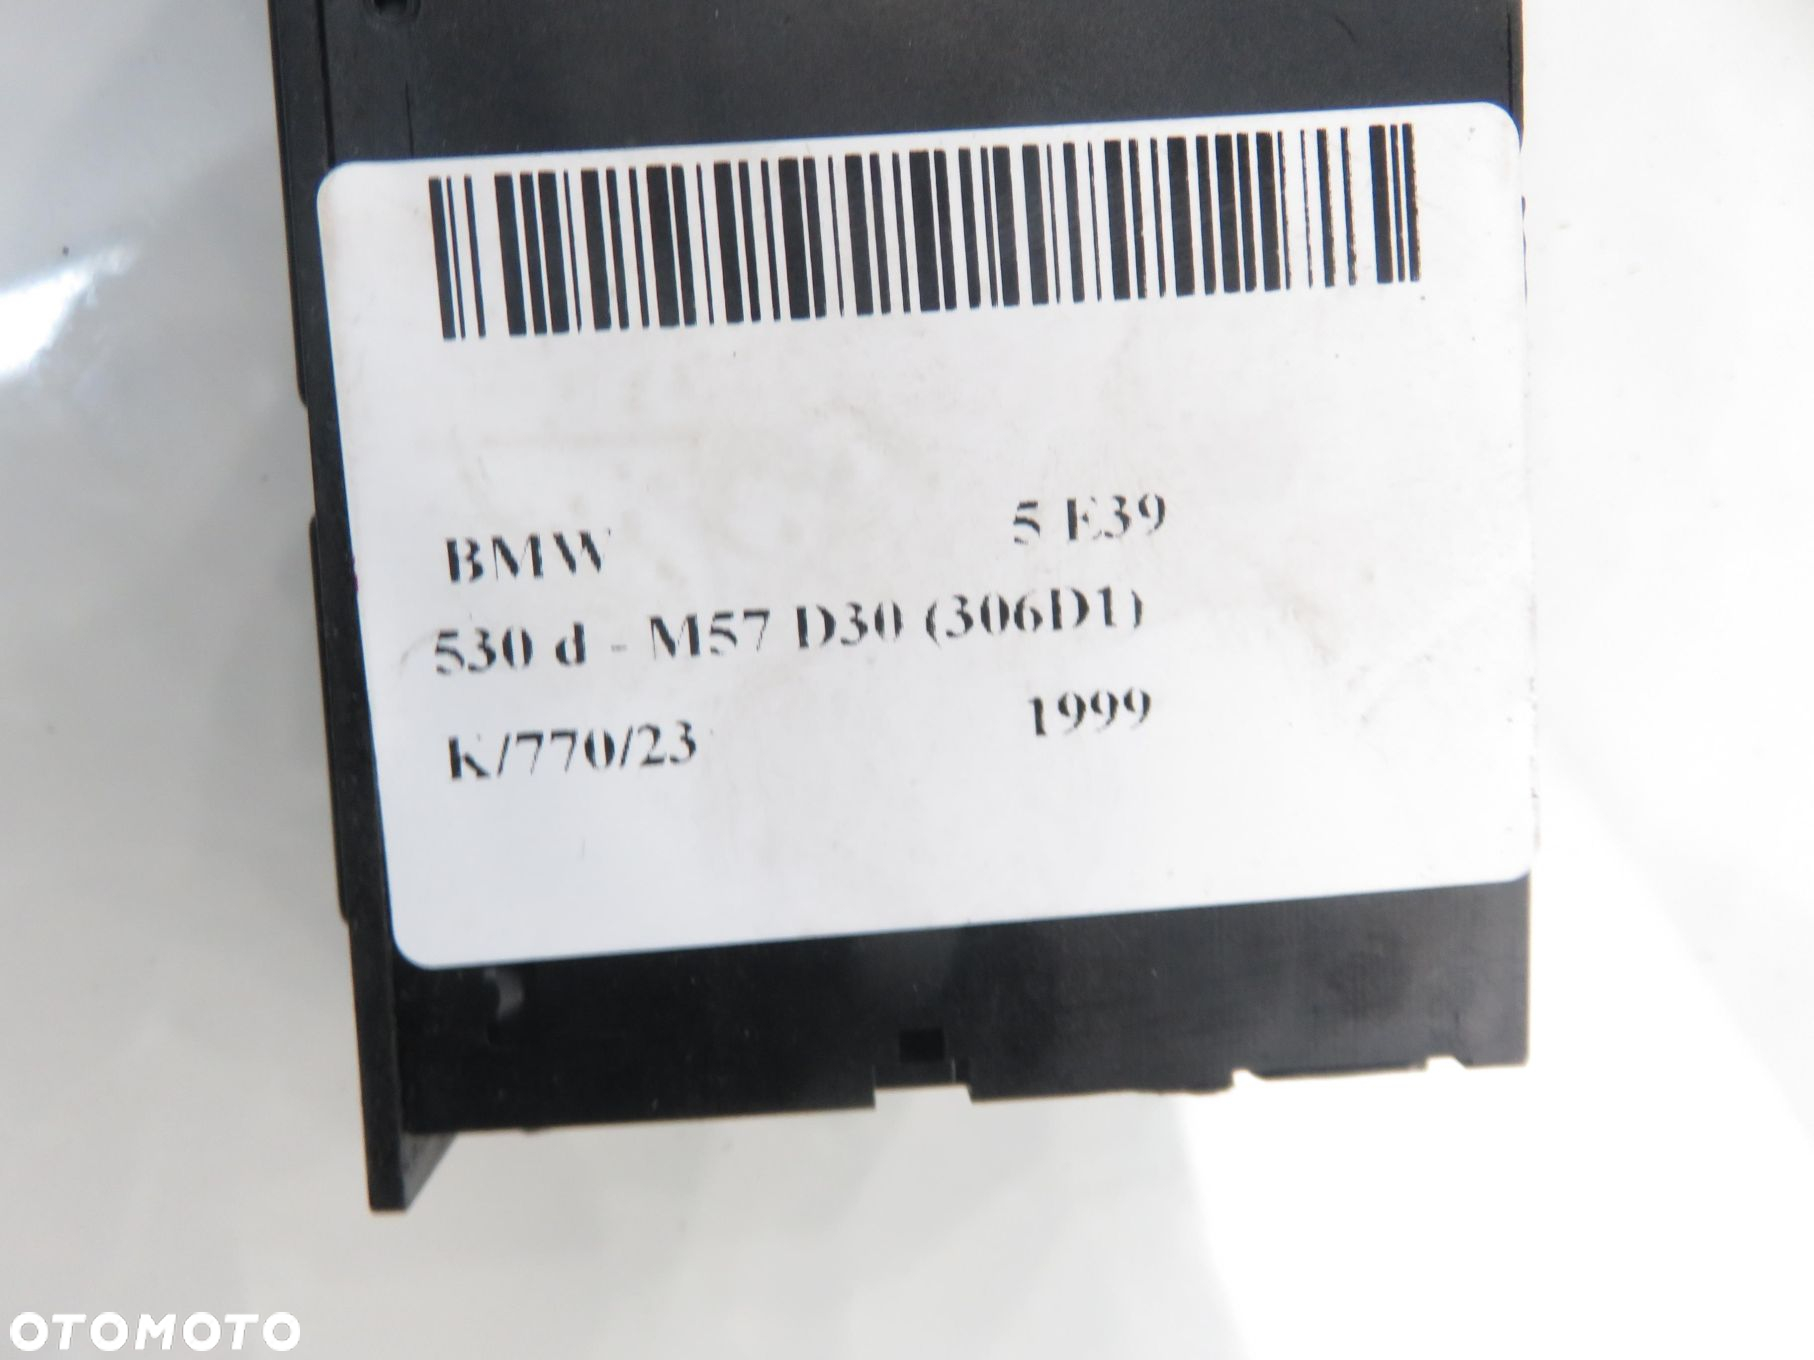 BMW 5 E39
530 d - M57 D30 (306D1)
K/770/23 1999
OTOMOTO